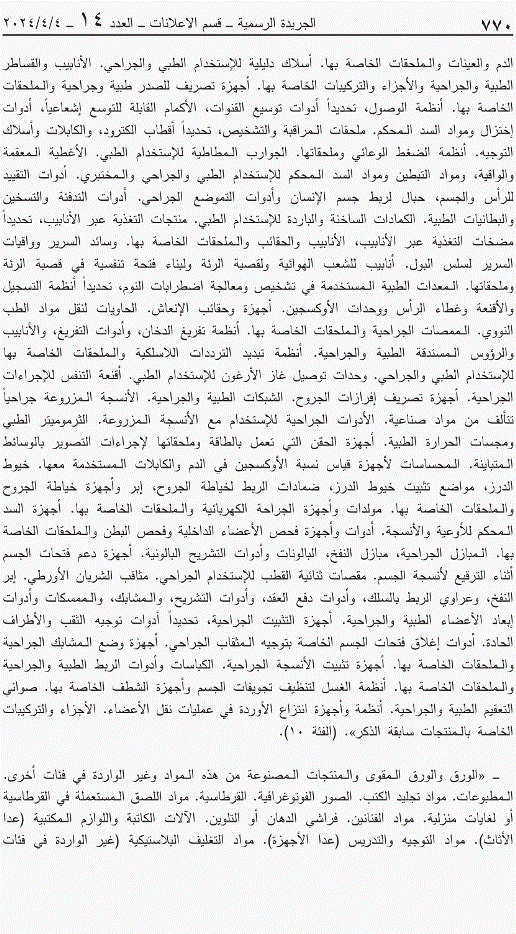 ٧٧٠ الجريدة الرسمية ـ قسم الاعلانات ـ العدد ١٤ ـ ٢٠٢٤/٤/٤
الدم والعينات والملحقات الخاصة بها. أسلاك دليلية للإستخدام الطبي والجراحي. الأنابيب والقساطر
الطبية والجراحية والأجزاء والتركيبات الخاصة بها. أجهزة تصريف للصدر طبية وجراحية والملحقات
الخاصة بها. أنظمة الوصول، تحديداً أدوات توسيع القنوات، الأكمام القابلة للتوسع إشعاعياً، أدوات
إختزال ومواد السد المحكم. ملحقات المراقبة والتشخيص، تحديداً أقطاب الكترود، والكابلات وأسلاك
التوجيه. أنظمة الضغط الوعائي وملحقاتها. الجوارب المطاطية للإستخدام الطبي. الأغطية المعقمة
والواقية، ومواد التبطين ومواد السد المحكم للإستخدام الطبي والجراحي والمختبري. أدوات التقييد
للرأس والجسم، حبال لربط جسم الإنسان وأدوات التموضع الجراحي. أدوات التدفئة والتسخين
والبطانيات الطبية. الكمادات الساخنة والباردة للإستخدام الطبي. منتجات التغذية عبر الأنابيب، تحديداً
مضخات التغذية عبر الأنابيب، الأنابيب والحقائب والملحقات الخاصة بها. وسائد السرير وواقيات
السرير لسلس البول. أنابيب للشعب الهوائية ولقصبة الرئة ولبناء فتحة تنفسية في قصبة الرئة
وملحقاتها. المعدات الطبية المستخدمة في تشخيص ومعالجة اضطرابات النوم، تحديداً أنظمة التسجيل
والأقنعة وغطاء الرأس ووحدات الأوكسجين. أجهزة وحقائب الإنعاش. الحاويات لنقل مواد الطب
النووي. الممصات الجراحية والملحقات الخاصة بها. أنظمة تفريغ الدخان، وأدوات التفريغ، والأنابيب
والرؤوس المستدقة الطبية والجراحية. أنظمة تبديد الترددات اللاسلكية والملحقات الخاصة بها
للإستخدام الطبي والجراحي. وحدات توصيل غاز الأرغون للإستخدام الطبي. أقنعة التنفس للإجراءات
الجراحية. أجهزة تصريف إفرازات الجروح. الشبكات الطبية والجراحية. الأنسجة المزروعة جراحياً
تتألف من مواد صناعية. الأدوات الجراحية للإستخدام مع الأنسجة المزروعة. الثرموميتر الطبي
ومجسات الحرارة الطبية. أجهزة الحقن التي تعمل بالطاقة وملحقاتها لإجراءات التصوير بالوسائط
المتباينة. المحساسات لأجهزة قياس نسبة الأوكسجين في الدم والكابلات المستخدمة معها. خيوط
الدرز، مواضع تثبيت خيوط الدرز، ضمادات الربط لخياطة الجروح، إبر وأجهزة خياطة الجروح
والملحقات الخاصة بها. مولدات وأجهزة الجراحة الكهربائية والملحقات الخاصة بها. أجهزة السد
المحكم للأوعية والأنسجة. أدوات وأجهزة فحص الأعضاء الداخلية وفحص البطن والملحقات الخاصة
بها. المبازل الجراحية، مبازل النفخ، البالونات وأدوات التشريح البالونية. أجهزة دعم فتحات الجسم
أثناء الترقيع لأنسجة الجسم. مقصات ثنائية القطب للإستخدام الجراحي. مثاقب الشريان الأورطي. إبر
النفخ، وعراوي الربط بالسلك، وأدوات دفع العقد، وأدوات التشريح، والمشابك، والممسكات وأدوات
إبعاد الأعضاء الطبية والجراحية. أجهزة التثبيت الجراحية، تحديداً أدوات توجيه الثقب والأطراف
الحادة. أدوات إغلاق فتحات الجسم الخاصة بتوجيه المثقاب الجراحي. أجهزة وضع المشابك الجراحية
والملحقات الخاصة بها. أجهزة تثبيت الأنسجة الجراحية. الكباسات وأدوات الربط الطبية والجراحية
والملحقات الخاصة بها. أنظمة الغسل لتنظيف تجويفات الجسم وأجهزة الشطف الخاصة بها. صواني
التعقيم الطبية والجراحية. أنظمة وأجهزة انتزاع الأوردة في عمليات نقل الأعضاء. الأجزاء والتركيبات
الخاصة بالمنتجات سابقة الذكر». (الفئة ١٠).
ـ «الورق والورق المقوى والمنتجات المصنوعة من هذه المواد وغير الواردة في فئات أخرى.
المطبوعات. مواد تجليد الكتب. الصور الفوتوغرافية. القرطاسية. مواد اللصق المستعملة في القرطاسية
أو لغايات منزلية. مواد الفنانين. فراشي الدهان أو التلوين. الآلات الكاتبة واللوازم المكتبية (عدا
الأثاث). مواد التوجيه والتدريس (عدا الأجهزة). مواد التغليف البلاستيكية (غير الواردة في فئات